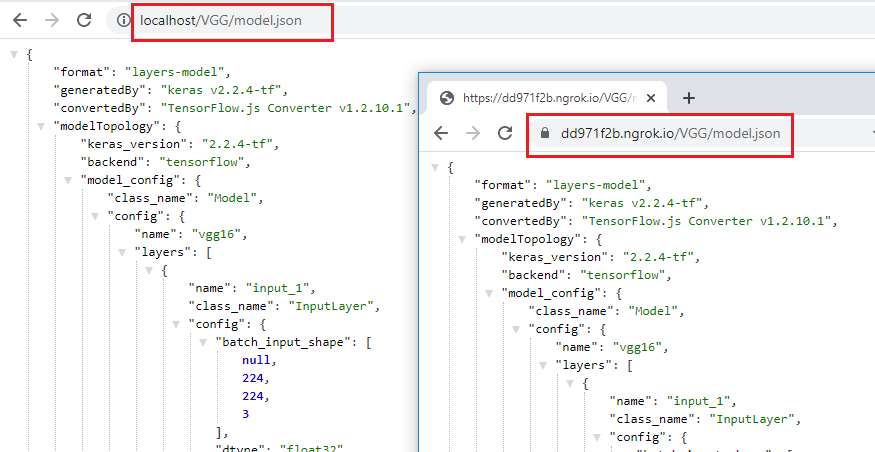 localhost/VGG/model.json
{
"format": "layers-model",
"generatedBy": "keras v2.2.4-tf",
"convertedBy": "TensorFlow.js Converter v1.2.10.1",
"modelTopology": {
"keras_version": "2.2.4-tf",
"backend": "tensorflow",
"model_config": {
"class_name": "Model",
"config": {
"name": "vgg16",
"layers": [
{
"name": "input_1",
"class_name": "InputLayer",
"config": {
"batch_input_shape": [
null,
224,
224,
3
],
"dtype": "float32"
https://dd971f2b.ngrok.io/VGG/
dd971f2b.ngrok.io/VGG/model.json
{
"format": "layers-model",
"generatedBy": "keras v2.2.4-tf",
"convertedBy": "TensorFlow.js Converter v1.2.10.1",
"modelTopology": {
"keras_version": "2.2.4-tf",
"backend": "tensorflow",
"model_config": {
"class_name": "Model",
"config": {
"name": "vgg16",
"layers": [
{
"name": "input_1",
"class_name": "InputLayer",
"config": {